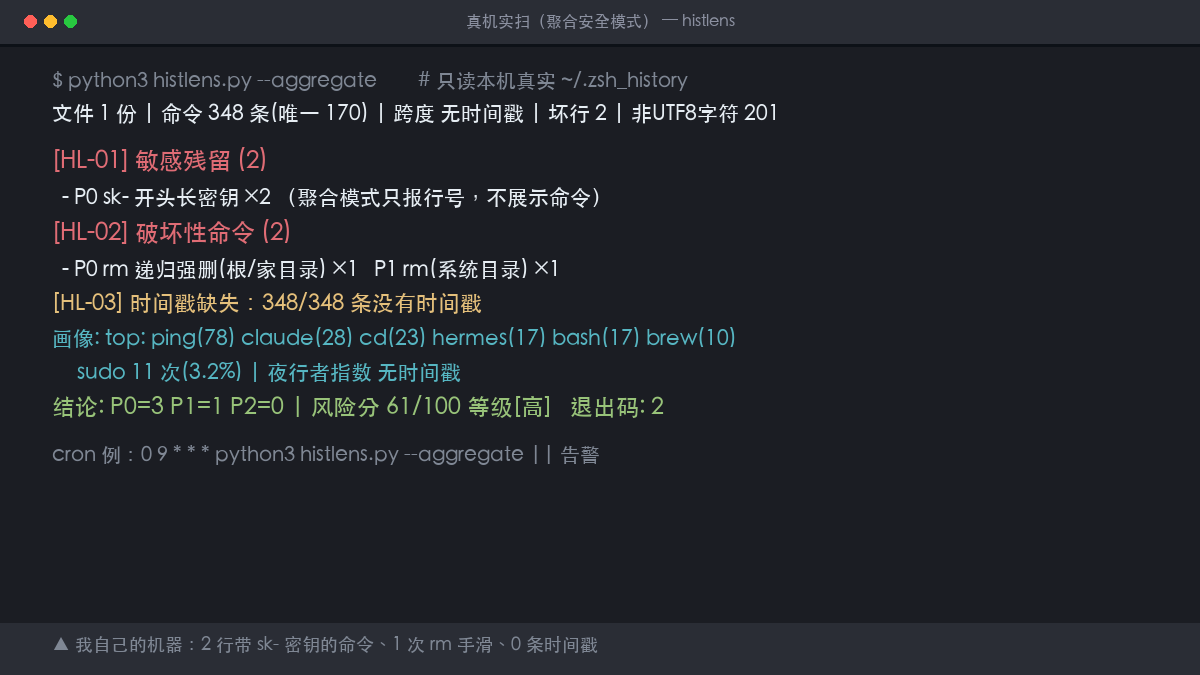 真机实扫（聚合安全模式） — histlens
$ python3 histlens.py --aggregate # 只读本机真实 ~/.zsh_history
文件 1 份 | 命令 348 条(唯一 170) | 跨度 无时间戳 | 坏行 2 | 非UTF8字符 201
[HL-01] 敏感残留 (2)
- P0 sk- 开头长密钥 ×2 （聚合模式只报行号，不展示命令）
[HL-02] 破坏性命令 (2)
- P0 rm 递归强删(根/家目录) ×1 P1 rm(系统目录) ×1
[HL-03] 时间戳缺失：348/348 条没有时间戳
画像: top: ping(78) claude(28) cd(23) hermes(17) bash(17) brew(10)
sudo 11 次(3.2%) | 夜行者指数 无时间戳
结论: P0=3 P1=1 P2=0 | 风险分 61/100 等级[高] 退出码: 2
cron 例：0 9 * * * python3 histlens.py --aggregate || 告警
▲ 我自己的机器：2 行带 sk- 密钥的命令、1 次 rm 手滑、0 条时间戳